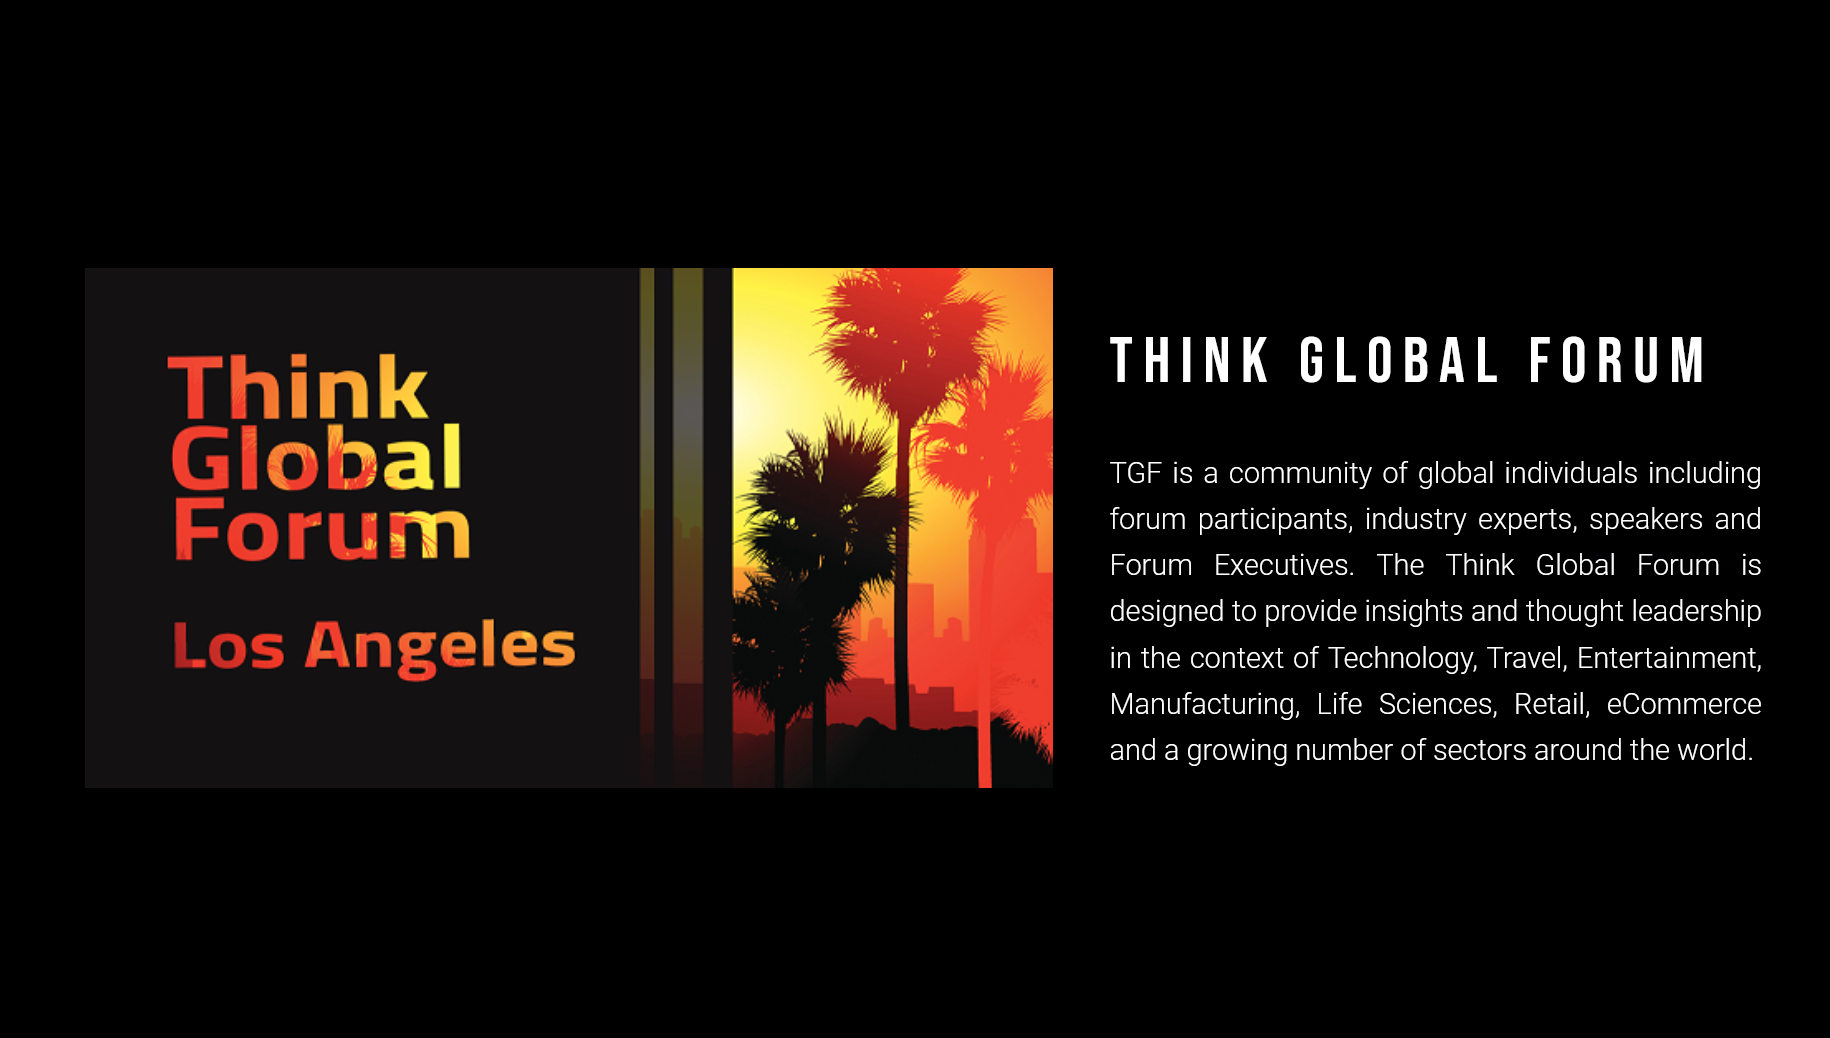 Think
Global
Forum
Los Angeles
THINK GLOBAL FORUM
TGF is a community of global individuals including
forum participants, industry experts, speakers and
Forum Executives. The Think Global Forum is
designed to provide insights and thought leadership
in the context of Technology, Travel, Entertainment,
Manufacturing, Life Sciences, Retail, eCommerce
and a growing number of sectors around the world.